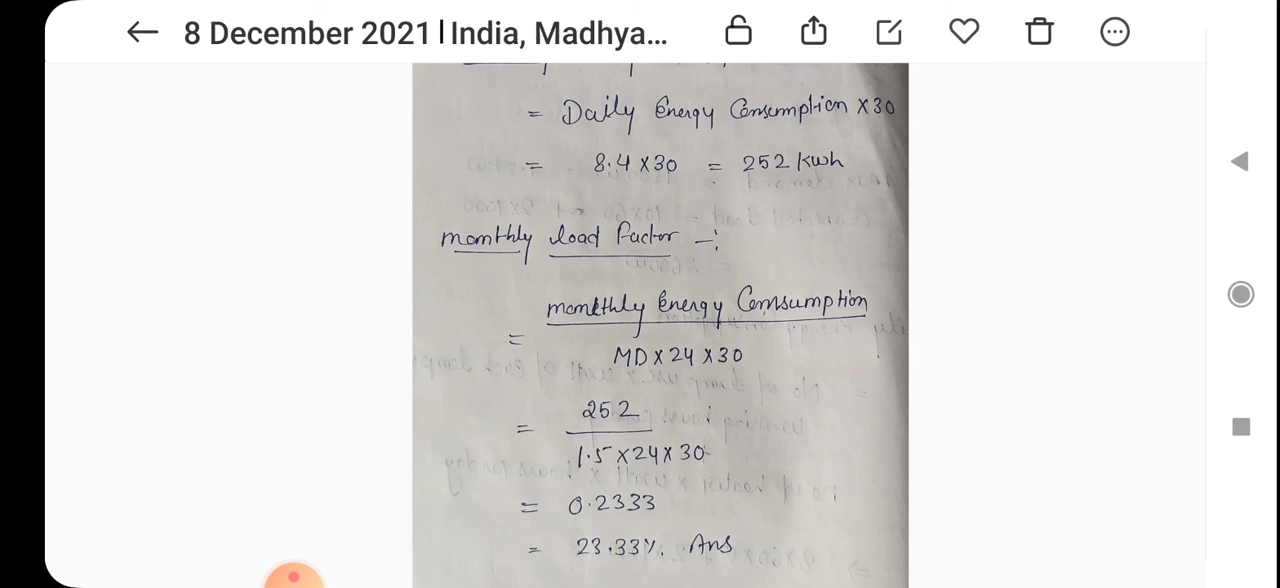 8 December 2021 | India, Madhya...
= Daily Energy Consumption x 30
= 8.4 x 30 = 252 kwh
monthly load factor -:
= monthly Energy Consumption
MD x 24 x 30
= 252
1.5 x 24 x 30
= 0.2333
= 23.33%. Ans